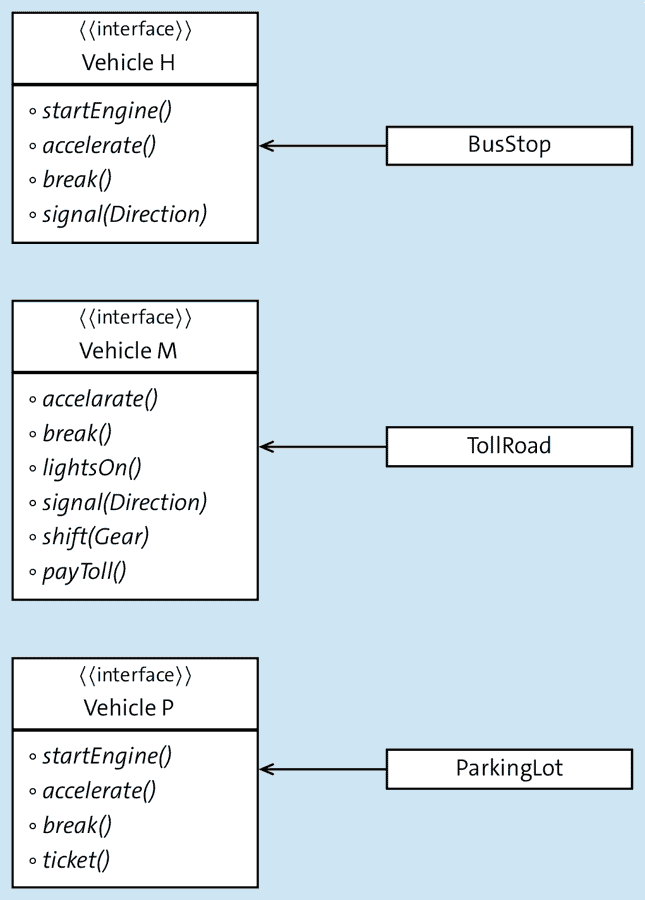 ⟨⟨interface⟩⟩
Vehicle H
startEngine()
accelerate()
break()
signal(Direction)
BusStop
⟨⟨interface⟩⟩
Vehicle M
accelarate()
break()
lightsOn()
signal(Direction)
shift(Gear)
payToll()
TollRoad
⟨⟨interface⟩⟩
Vehicle P
startEngine()
accelerate()
break()
ticket()
ParkingLot